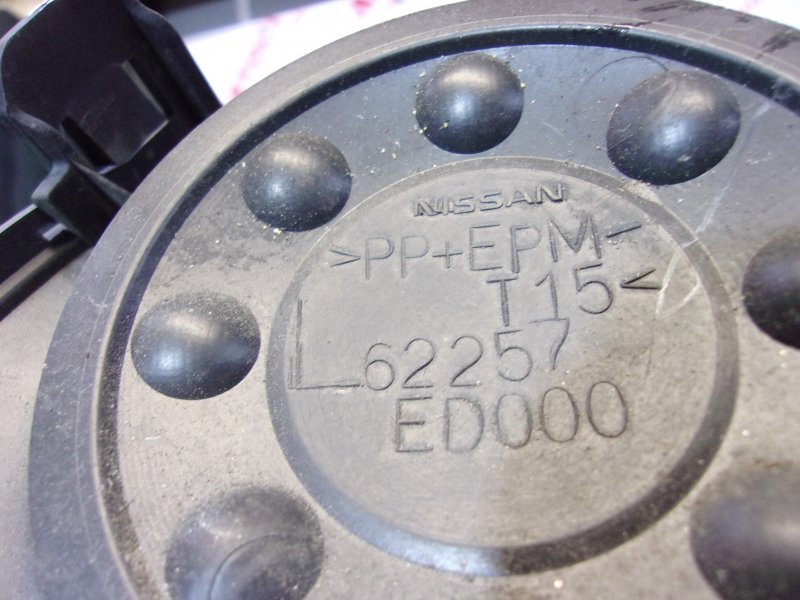 NISSAN
>PP+EPM-
T15<
L 62257
ED000